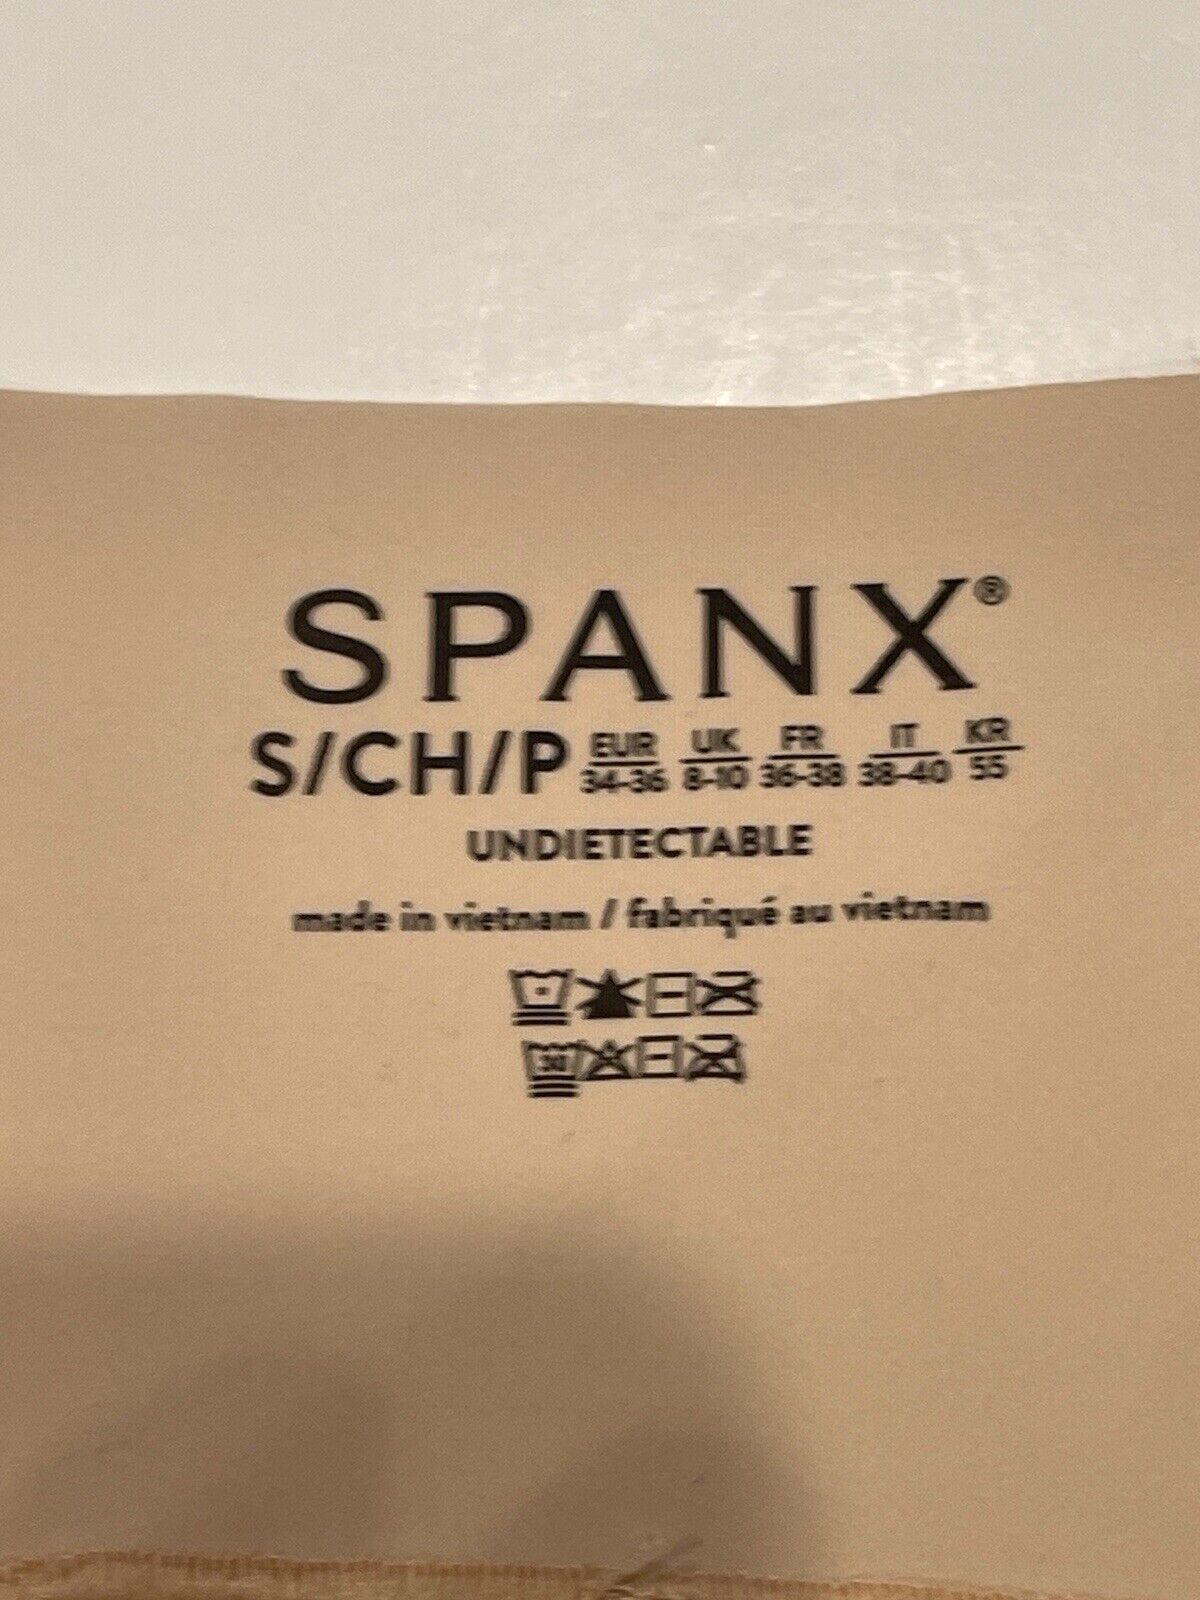 SPANX®
S/CH/P EUR 34-36 UK 8-10 FR 36-38 IT 38-40 KR 55
UNDIETECTABLE
made in vietnam / fabriqué au vietnam
30